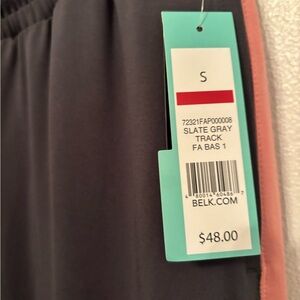 S
72321FAP000008
SLATE GRAY
TRACK
FA BAS 1
BELK.COM
$48.00